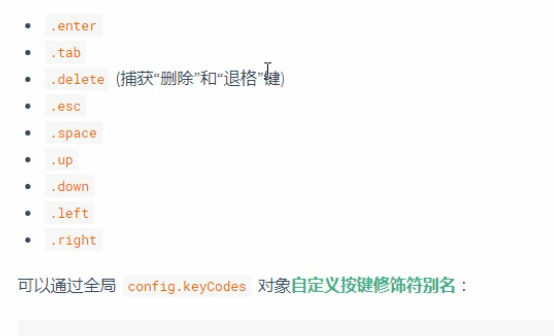 .enter
.tab
.delete (捕获“删除”和“退格”键)
.esc
.space
.up
.down
.left
.right
可以通过全局 config.keyCodes 对象自定义按键修饰符别名：